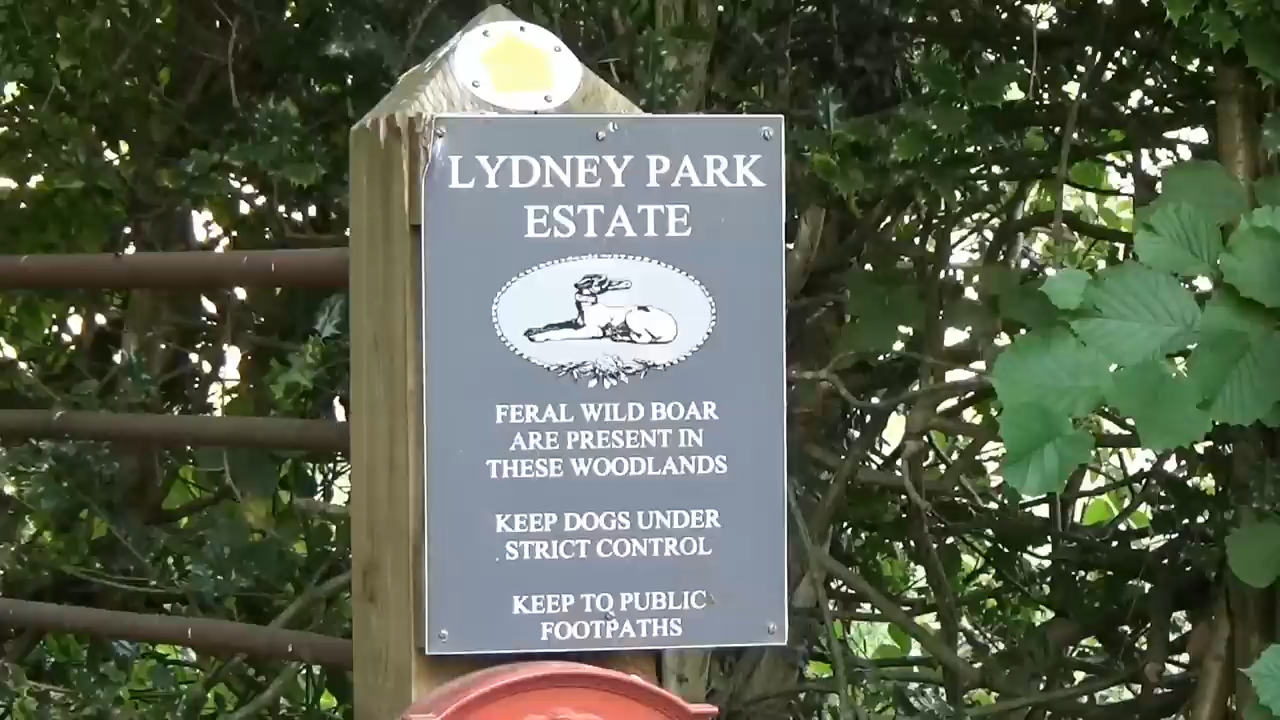 LYDNEY PARK
ESTATE
FERAL WILD BOAR
ARE PRESENT IN
THESE WOODLANDS
KEEP DOGS UNDER
STRICT CONTROL
KEEP TO PUBLIC
FOOTPATHS